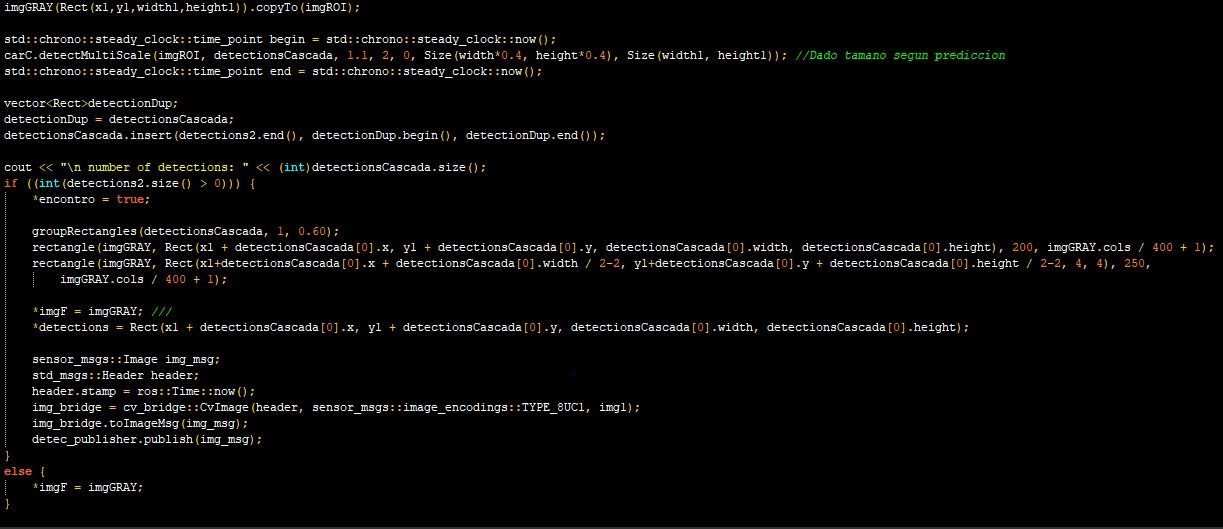 imgGRAY(Rect(x1,y1,width1,height1)).copyTo(imgROI);
std::chrono::steady_clock::time_point begin = std::chrono::steady_clock::now();
carC.detectMultiScale(imgROI, detectionsCascada, 1.1, 2, 0, Size(width*0.4, height*0.4), Size(width1, height1)); //Dado tamano segun prediccion
std::chrono::steady_clock::time_point end = std::chrono::steady_clock::now();
vector<Rect>detectionDup;
detectionDup = detectionsCascada;
detectionsCascada.insert(detections2.end(), detectionDup.begin(), detectionDup.end());
cout << "\n number of detections: " << (int)detectionsCascada.size();
if ((int(detections2.size() > 0))) {
*encontro = true;
groupRectangles(detectionsCascada, 1, 0.60);
rectangle(imgGRAY, Rect(x1 + detectionsCascada[0].x, y1 + detectionsCascada[0].y, detectionsCascada[0].width, detectionsCascada[0].height), 200, imgGRAY.cols / 400 + 1);
rectangle(imgGRAY, Rect(x1+detectionsCascada[0].x + detectionsCascada[0].width / 2-2, y1+detectionsCascada[0].y + detectionsCascada[0].height / 2-2, 4, 4), 250,
imgGRAY.cols / 400 + 1);
*imgF = imgGRAY; ///
*detections = Rect(x1 + detectionsCascada[0].x, y1 + detectionsCascada[0].y, detectionsCascada[0].width, detectionsCascada[0].height);
sensor_msgs::Image img_msg;
std_msgs::Header header;
header.stamp = ros::Time::now();
img_bridge = cv_bridge::CvImage(header, sensor_msgs::image_encodings::TYPE_8UC1, img1);
img_bridge.toImageMsg(img_msg);
detec_publisher.publish(img_msg);
}
else {
*imgF = imgGRAY;
}